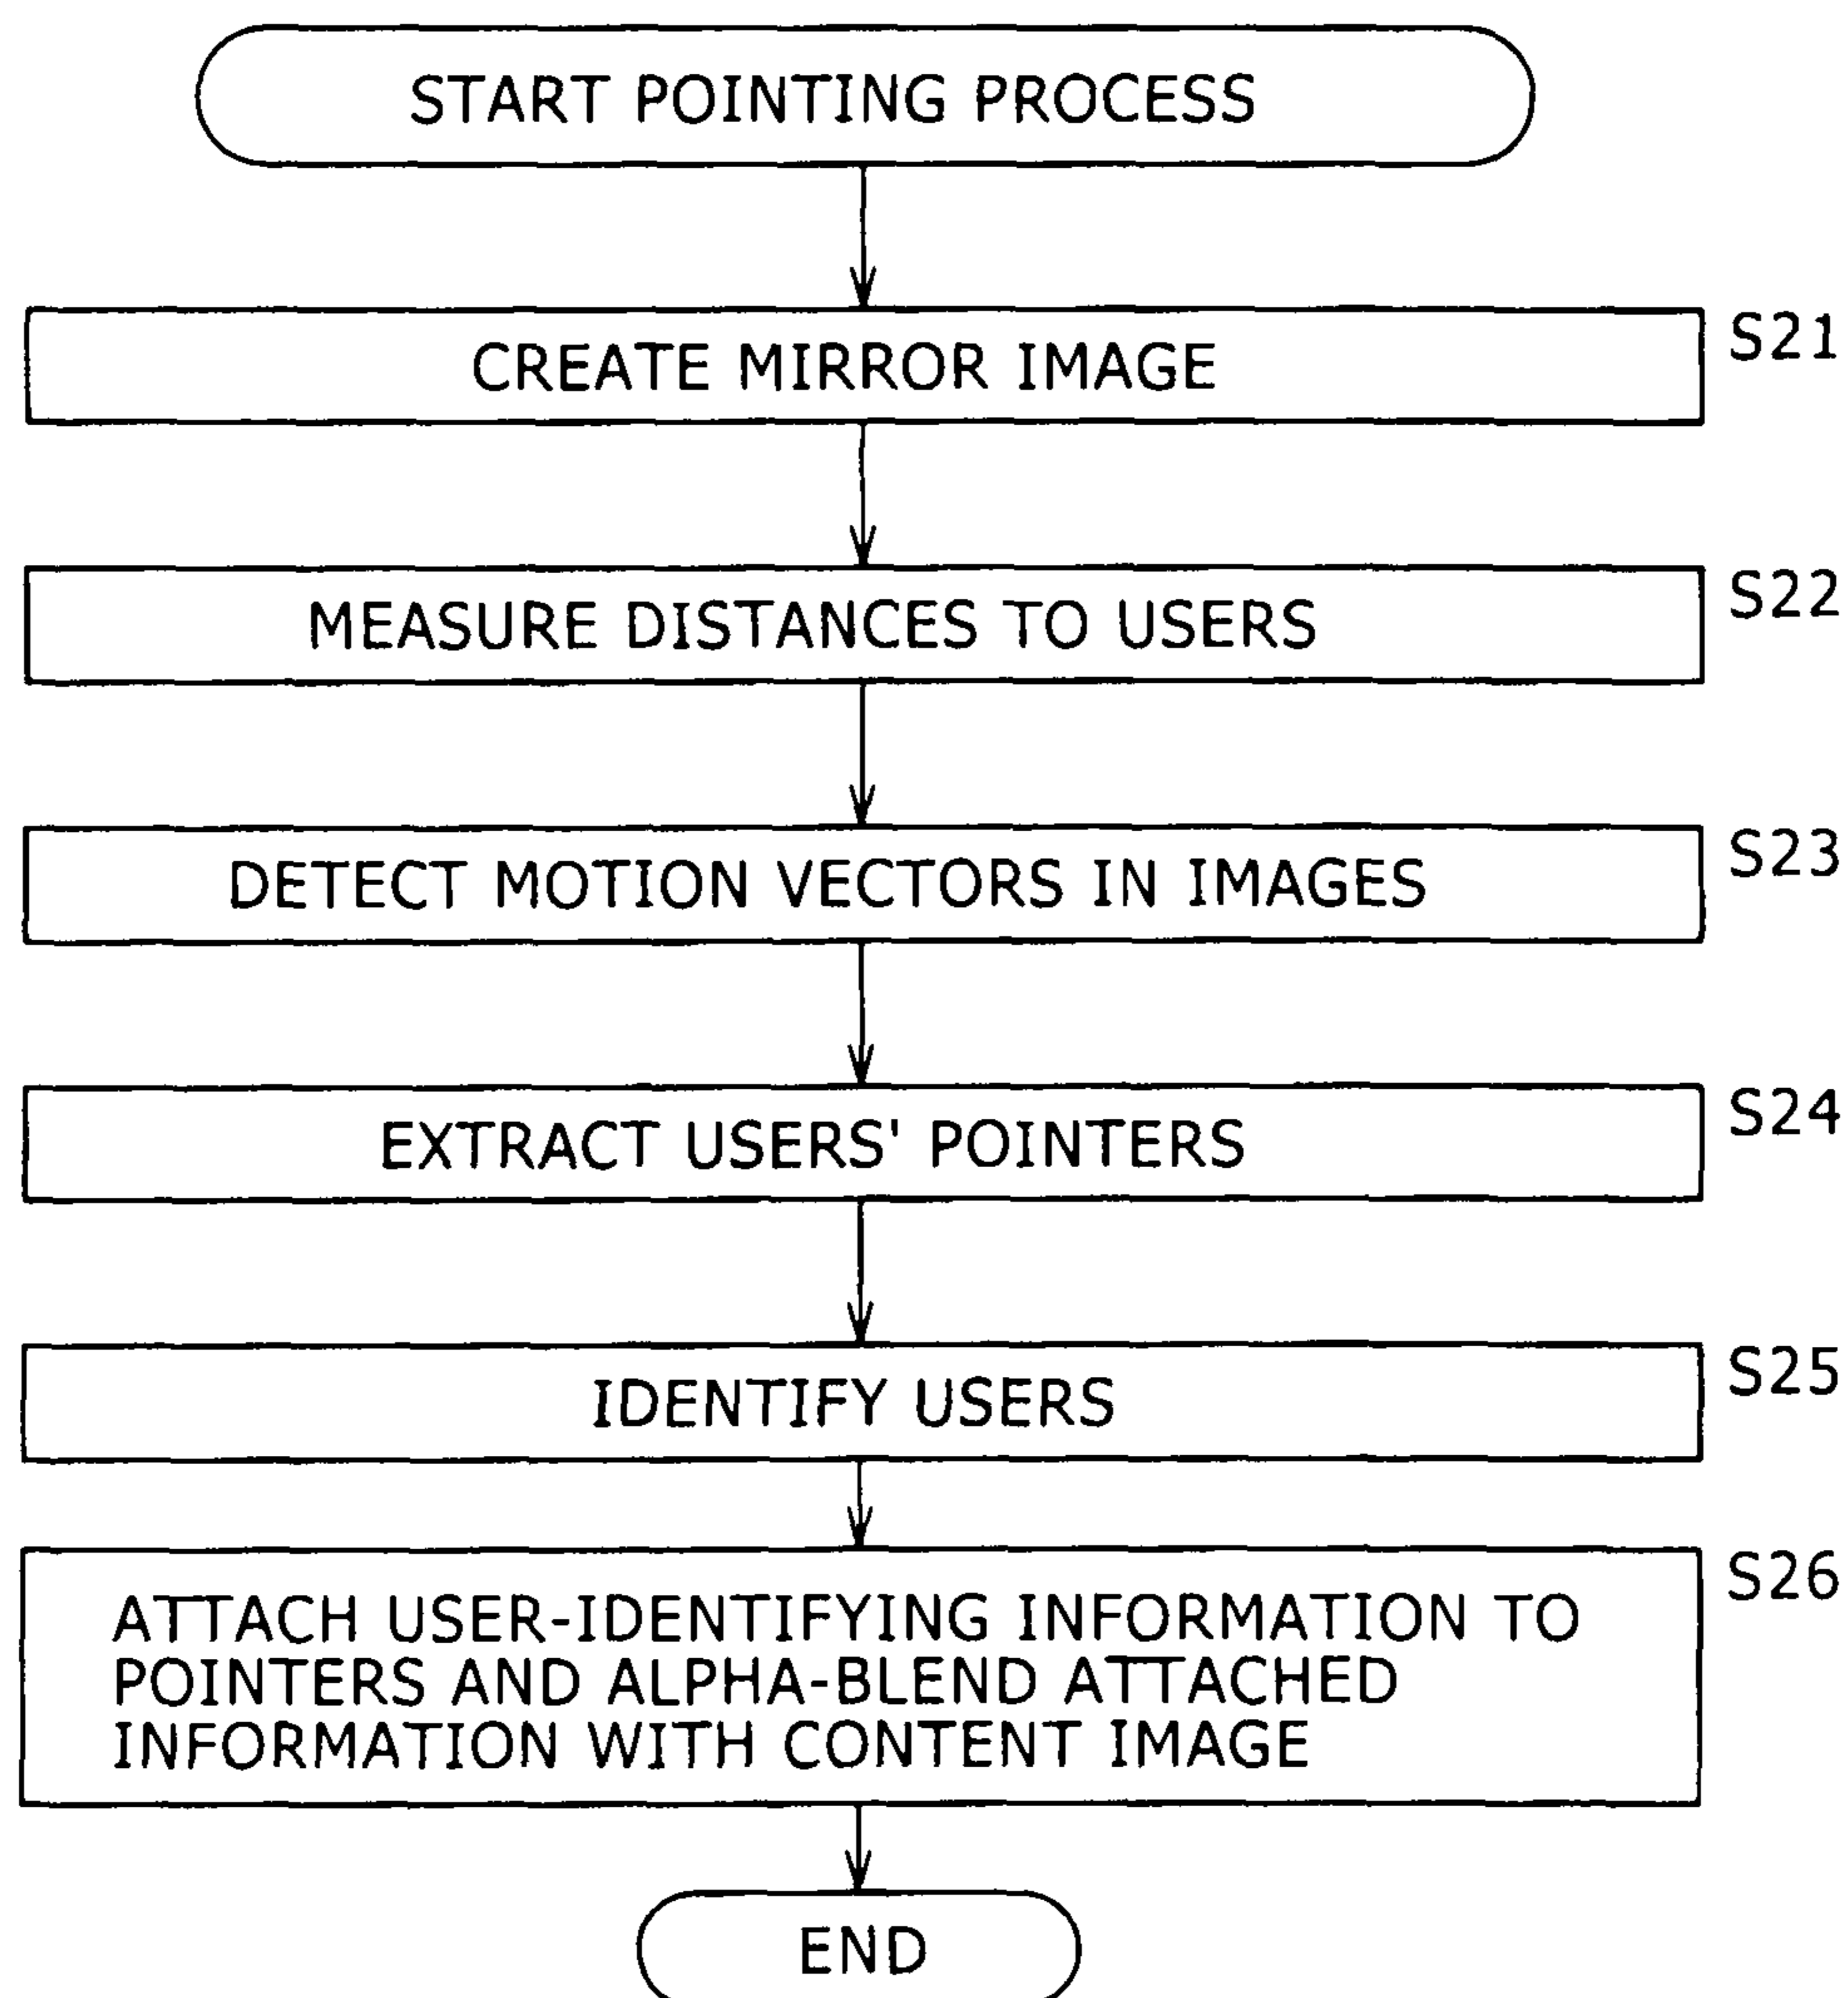 START POINTING PROCESS
CREATE MIRROR IMAGE
S21
MEASURE DISTANCES TO USERS
S22
DETECT MOTION VECTORS IN IMAGES
S23
EXTRACT USERS' POINTERS
S24
IDENTIFY USERS
S25
ATTACH USER-IDENTIFYING INFORMATION TO
POINTERS AND ALPHA-BLEND ATTACHED
INFORMATION WITH CONTENT IMAGE
S26
END